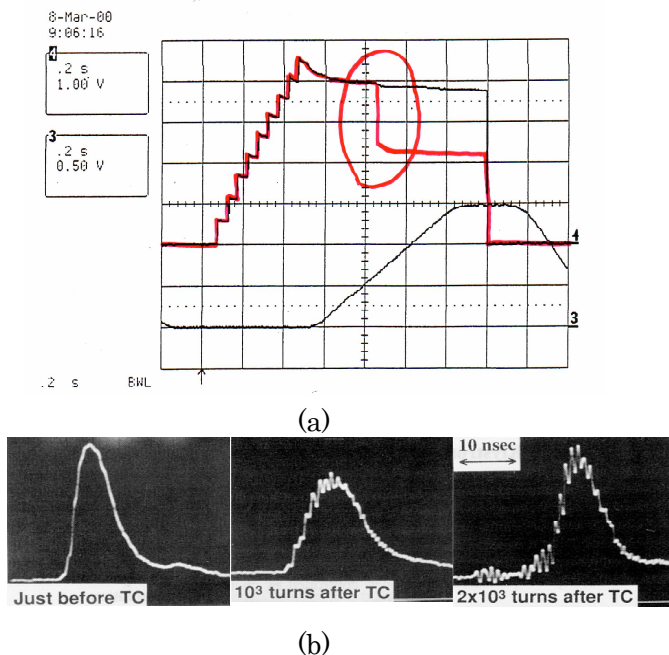 8-Mar-00
9:06:16
4
.2 s
1.00 V
3
.2 s
0.50 V
4
3
.2 s BWL
(a)
10 nsec
Just before TC
10³ turns after TC
2x10³ turns after TC
(b)